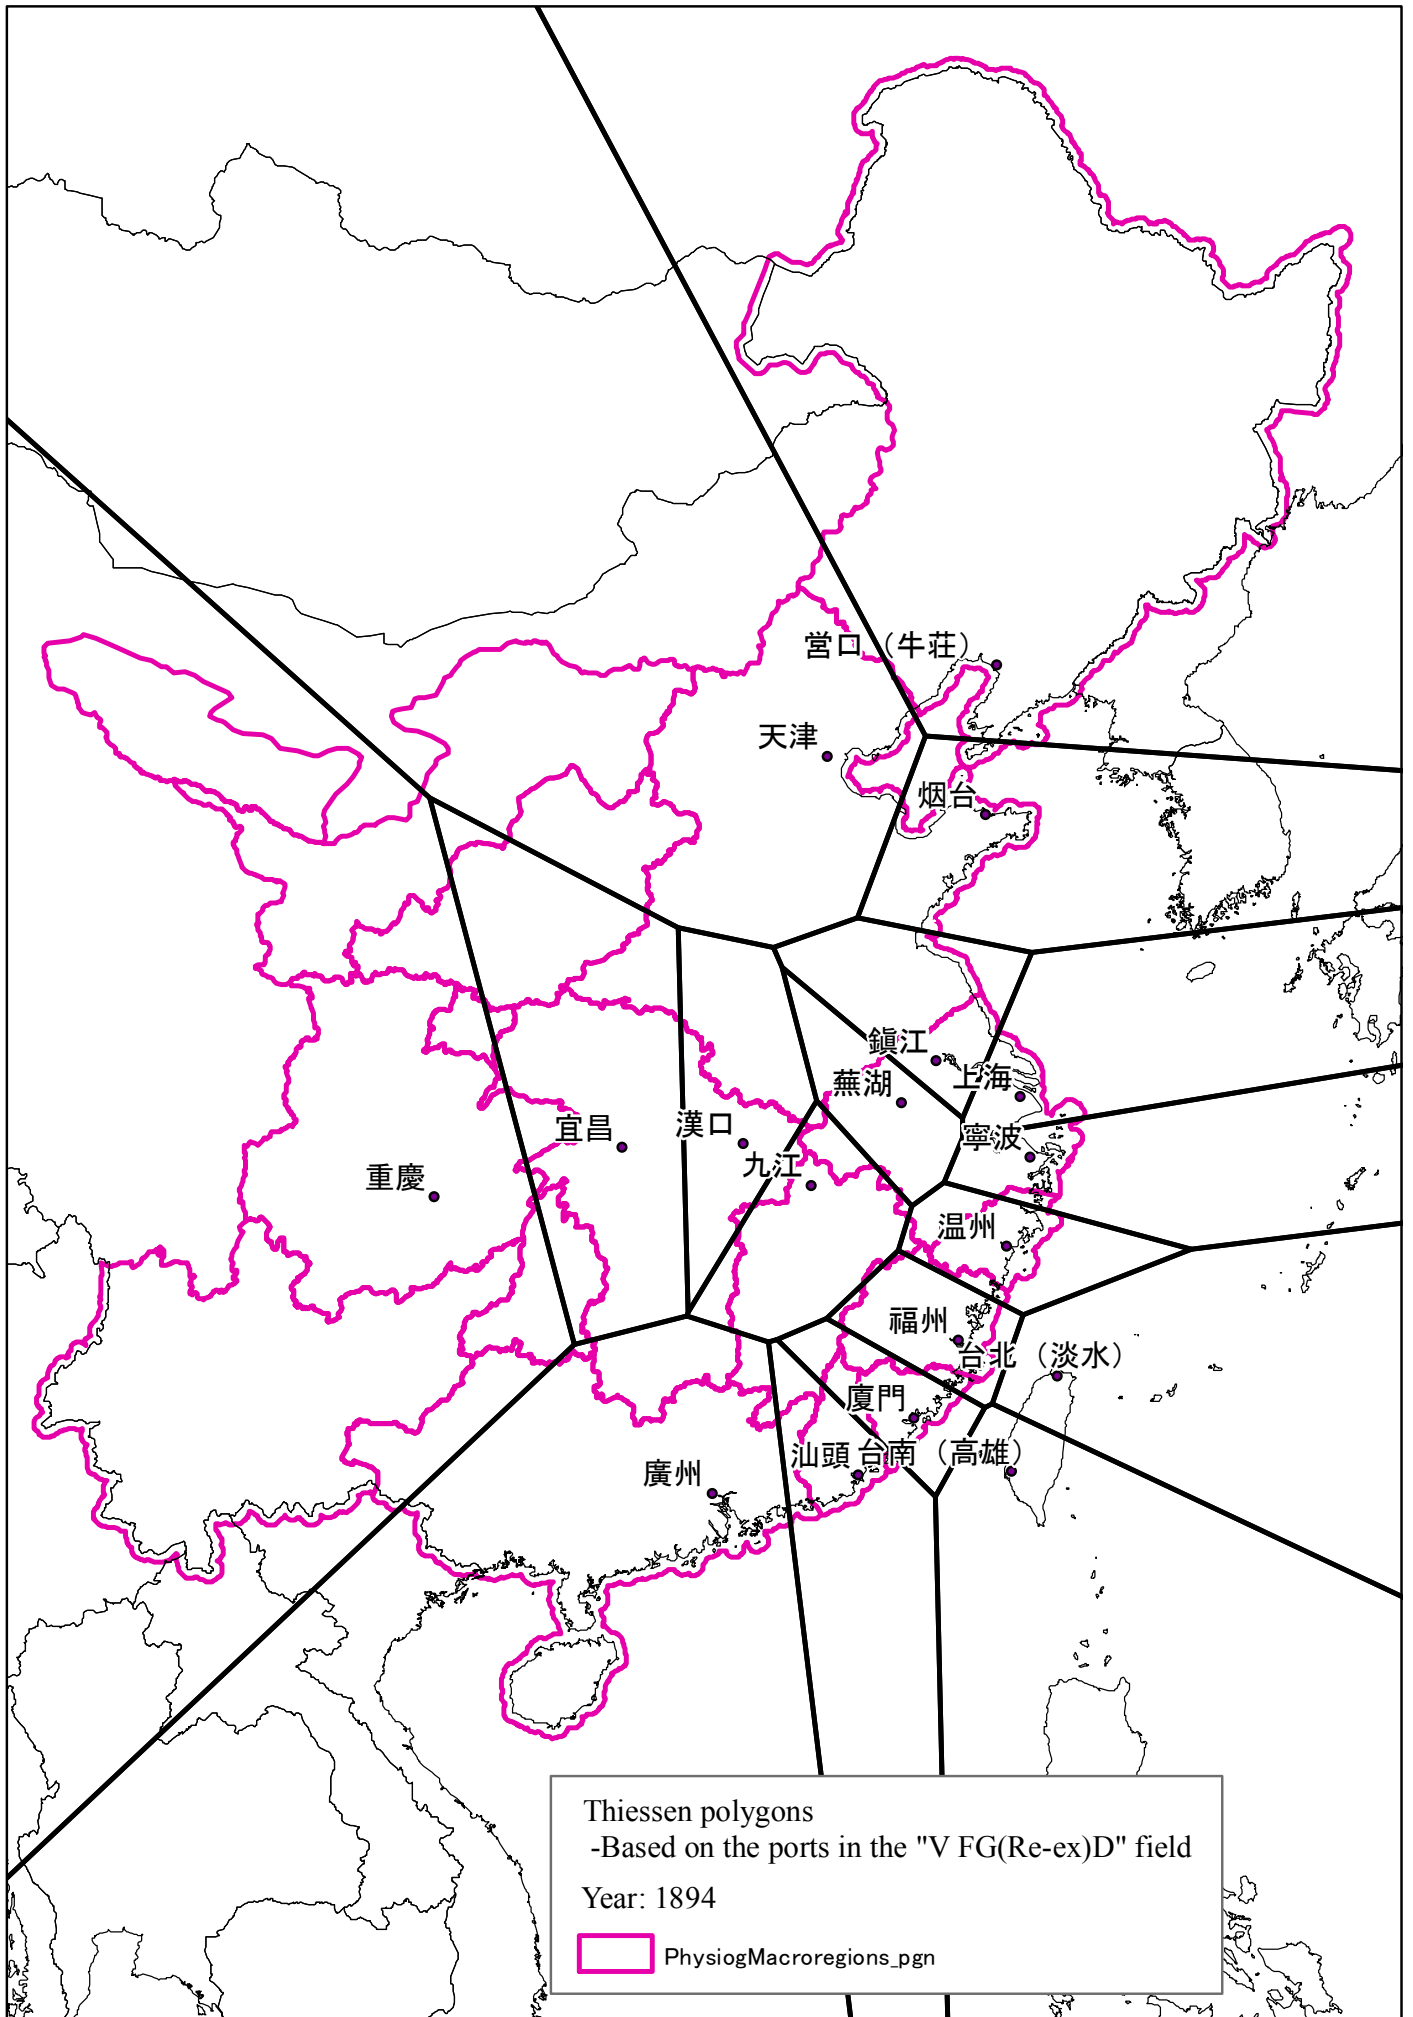 営口（牛荘）
天津
烟台
鎮江
上海
蕪湖
漢口
宜昌
寧波
九江
重慶
温州
福州
台北（淡水）
廈門
汕頭
台南（高雄）
廣州
Thiessen polygons
-Based on the ports in the "V FG(Re-ex)D" field
Year: 1894
PhysiogMacroregions_pgn